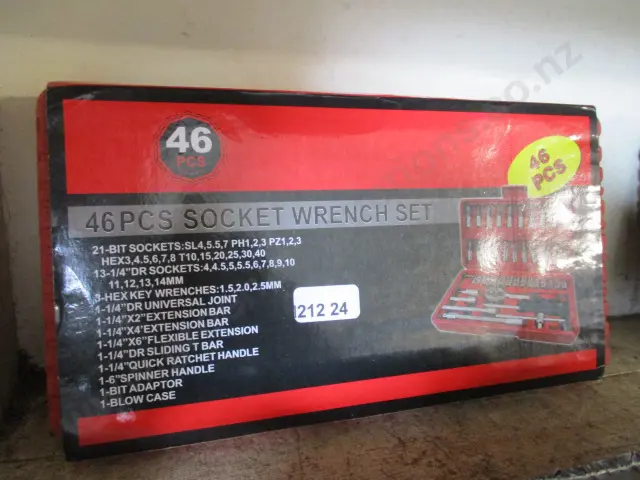 46
PCS
46
PCS
46PCS SOCKET WRENCH SET
21-BIT SOCKETS:SL4,5.5,7 PH1,2,3 PZ1,2,3
HEX3,4,5,6,7,8 T10,15,20,25,30,40
13-1/4"DR SOCKETS:4,4.5,5,5.5,6,7,8,9,10
11,12,13,14MM
3-HEX KEY WRENCHES:1.5,2.0,2.5MM
1-1/4"DR UNIVERSAL JOINT
1-1/4"X2"EXTENSION BAR
1-1/4"X4"EXTENSION BAR
1-1/4"X6"FLEXIBLE EXTENSION
1-1/4"DR SLIDING T BAR
1-1/4"QUICK RATCHET HANDLE
1-6"SPINNER HANDLE
1-BIT ADAPTOR
1-BLOW CASE
212 24